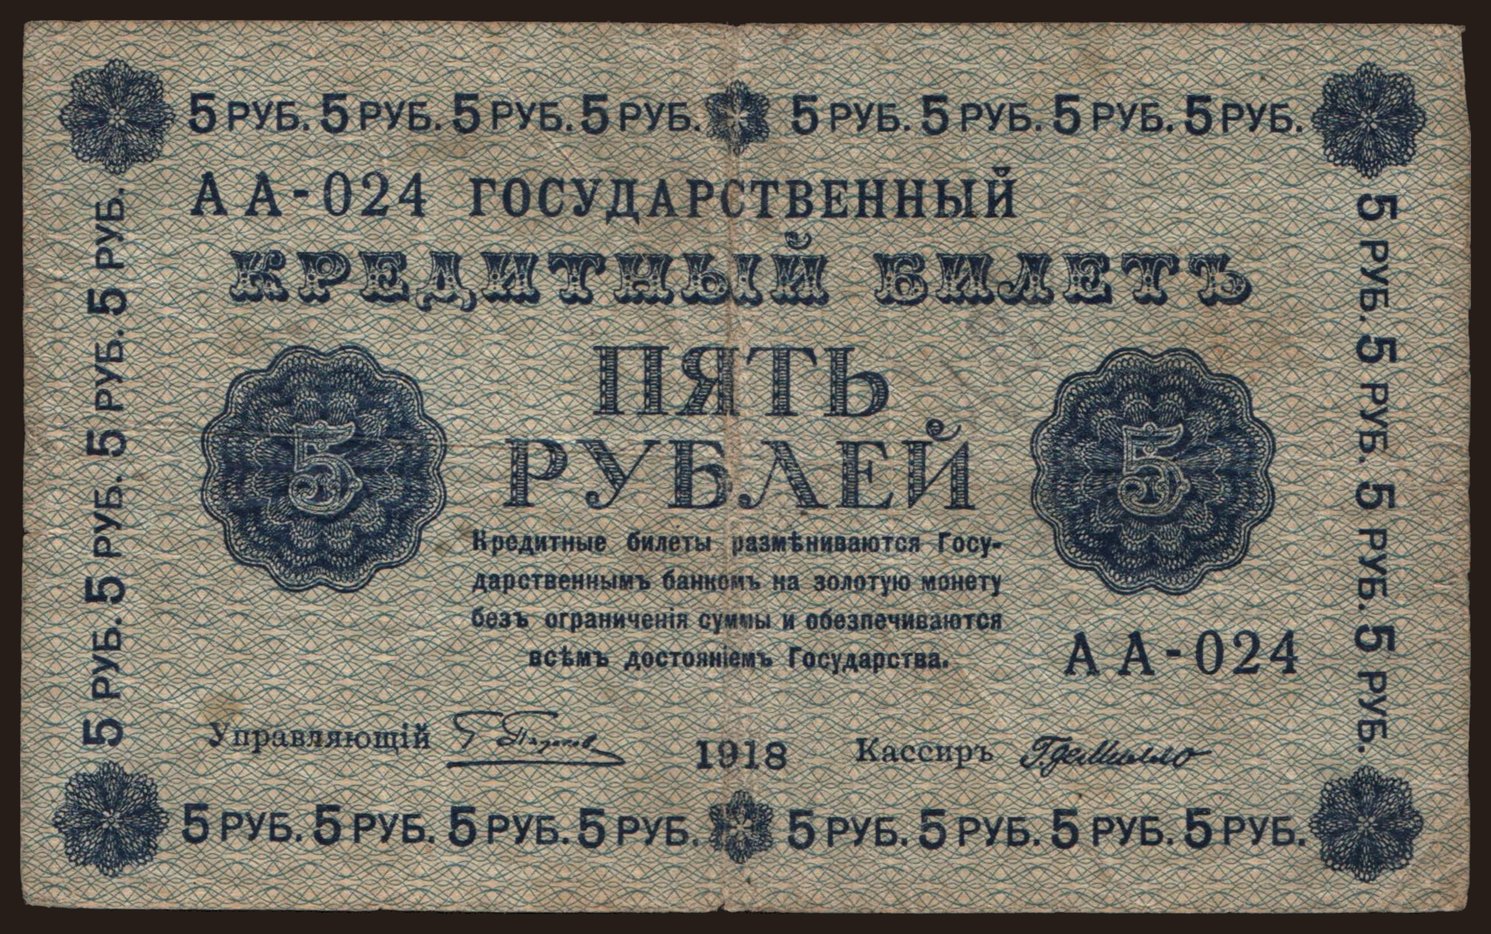 5 РУБ. 5 РУБ. 5 РУБ. 5 РУБ. 5 РУБ. 5 РУБ. 5 РУБ. 5 РУБ.
АА-024 ГОСУДАРСТВЕННЫЙ
КРЕДИТНЫЙ БИЛЕТЪ
5 РУБ. 5 РУБ. 5 РУБ. 5 РУБ.
5
ПЯТЬ
РУБЛЕЙ
5
5 РУБ. 5 РУБ. 5 РУБ. 5 РУБ.
Кредитные билеты размѣниваются Госу-
дарственнымъ банкомъ на золотую монету
безъ ограниченія суммы и обезпечиваются
всѣмъ достояніемъ Государства.
АА-024
Управляющій
1918
Кассиръ Г. де Милло
5 РУБ. 5 РУБ. 5 РУБ. 5 РУБ. 5 РУБ. 5 РУБ. 5 РУБ. 5 РУБ.